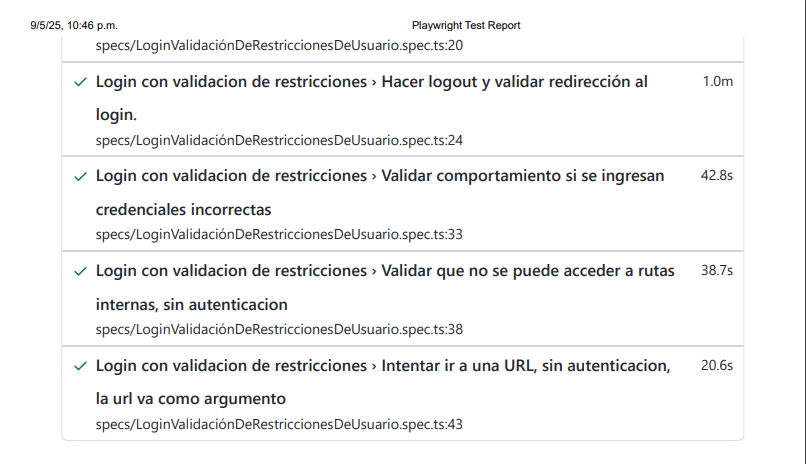 9/5/25, 10:46 p.m. Playwright Test Report
specs/LoginValidaciónDeRestriccionesDeUsuario.spec.ts:20
Login con validacion de restricciones › Hacer logout y validar redirección al 1.0m
login.
specs/LoginValidaciónDeRestriccionesDeUsuario.spec.ts:24
Login con validacion de restricciones › Validar comportamiento si se ingresan 42.8s
credenciales incorrectas
specs/LoginValidaciónDeRestriccionesDeUsuario.spec.ts:33
Login con validacion de restricciones › Validar que no se puede acceder a rutas 38.7s
internas, sin autenticacion
specs/LoginValidaciónDeRestriccionesDeUsuario.spec.ts:38
Login con validacion de restricciones › Intentar ir a una URL, sin autenticacion, 20.6s
la url va como argumento
specs/LoginValidaciónDeRestriccionesDeUsuario.spec.ts:43